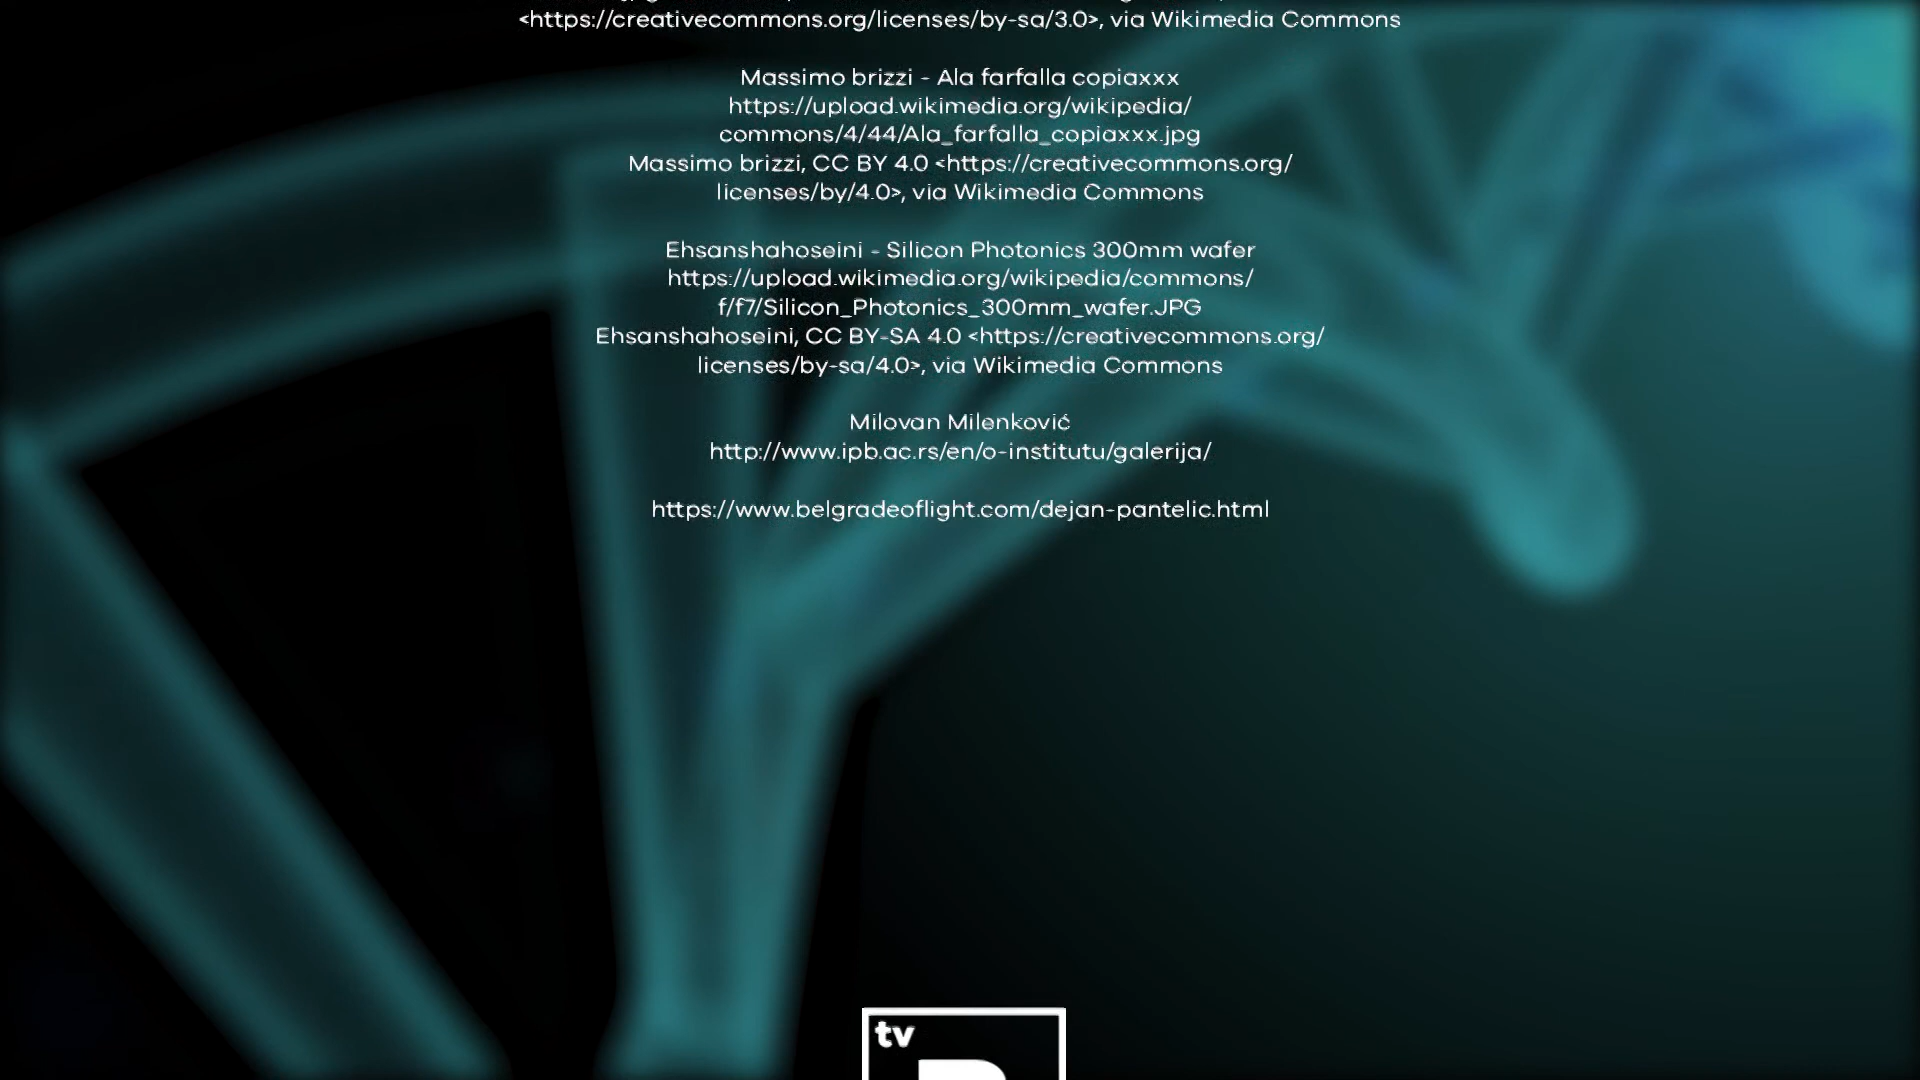 <https://creativecommons.org/licenses/by-sa/3.0>, via Wikimedia Commons
Massimo brizzi - Ala farfalla copiaxxx
https://upload.wikimedia.org/wikipedia/
commons/4/44/Ala_farfalla_copiaxxx.jpg
Massimo brizzi, CC BY 4.0 <https://creativecommons.org/
licenses/by/4.0>, via Wikimedia Commons
Ehsanshahoseini - Silicon Photonics 300mm wafer
https://upload.wikimedia.org/wikipedia/commons/
f/f7/Silicon_Photonics_300mm_wafer.JPG
Ehsanshahoseini, CC BY-SA 4.0 <https://creativecommons.org/
licenses/by-sa/4.0>, via Wikimedia Commons
Milovan Milenković
http://www.ipb.ac.rs/en/o-institutu/galerija/
https://www.belgradeoflight.com/dejan-pantelic.html
tv